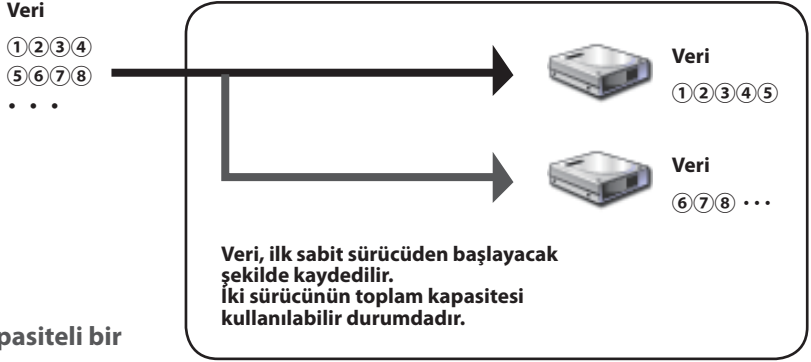 Veri
①②③④
⑤⑥⑦⑧
• • •
Veri
①②③④⑤
Veri
⑥⑦⑧ •••
Veri, ilk sabit sürücüden başlayacak
şekilde kaydedilir.
İki sürücünün toplam kapasitesi
kullanılabilir durumdadır.
pasiteli bir